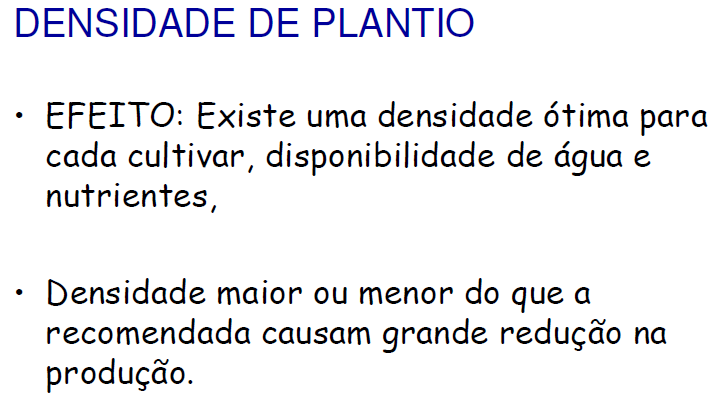 DENSIDADE DE PLANTIO
• EFEITO: Existe uma densidade ótima para
cada cultivar, disponibilidade de água e
nutrientes,
• Densidade maior ou menor do que a
recomendada causam grande redução na
produção.